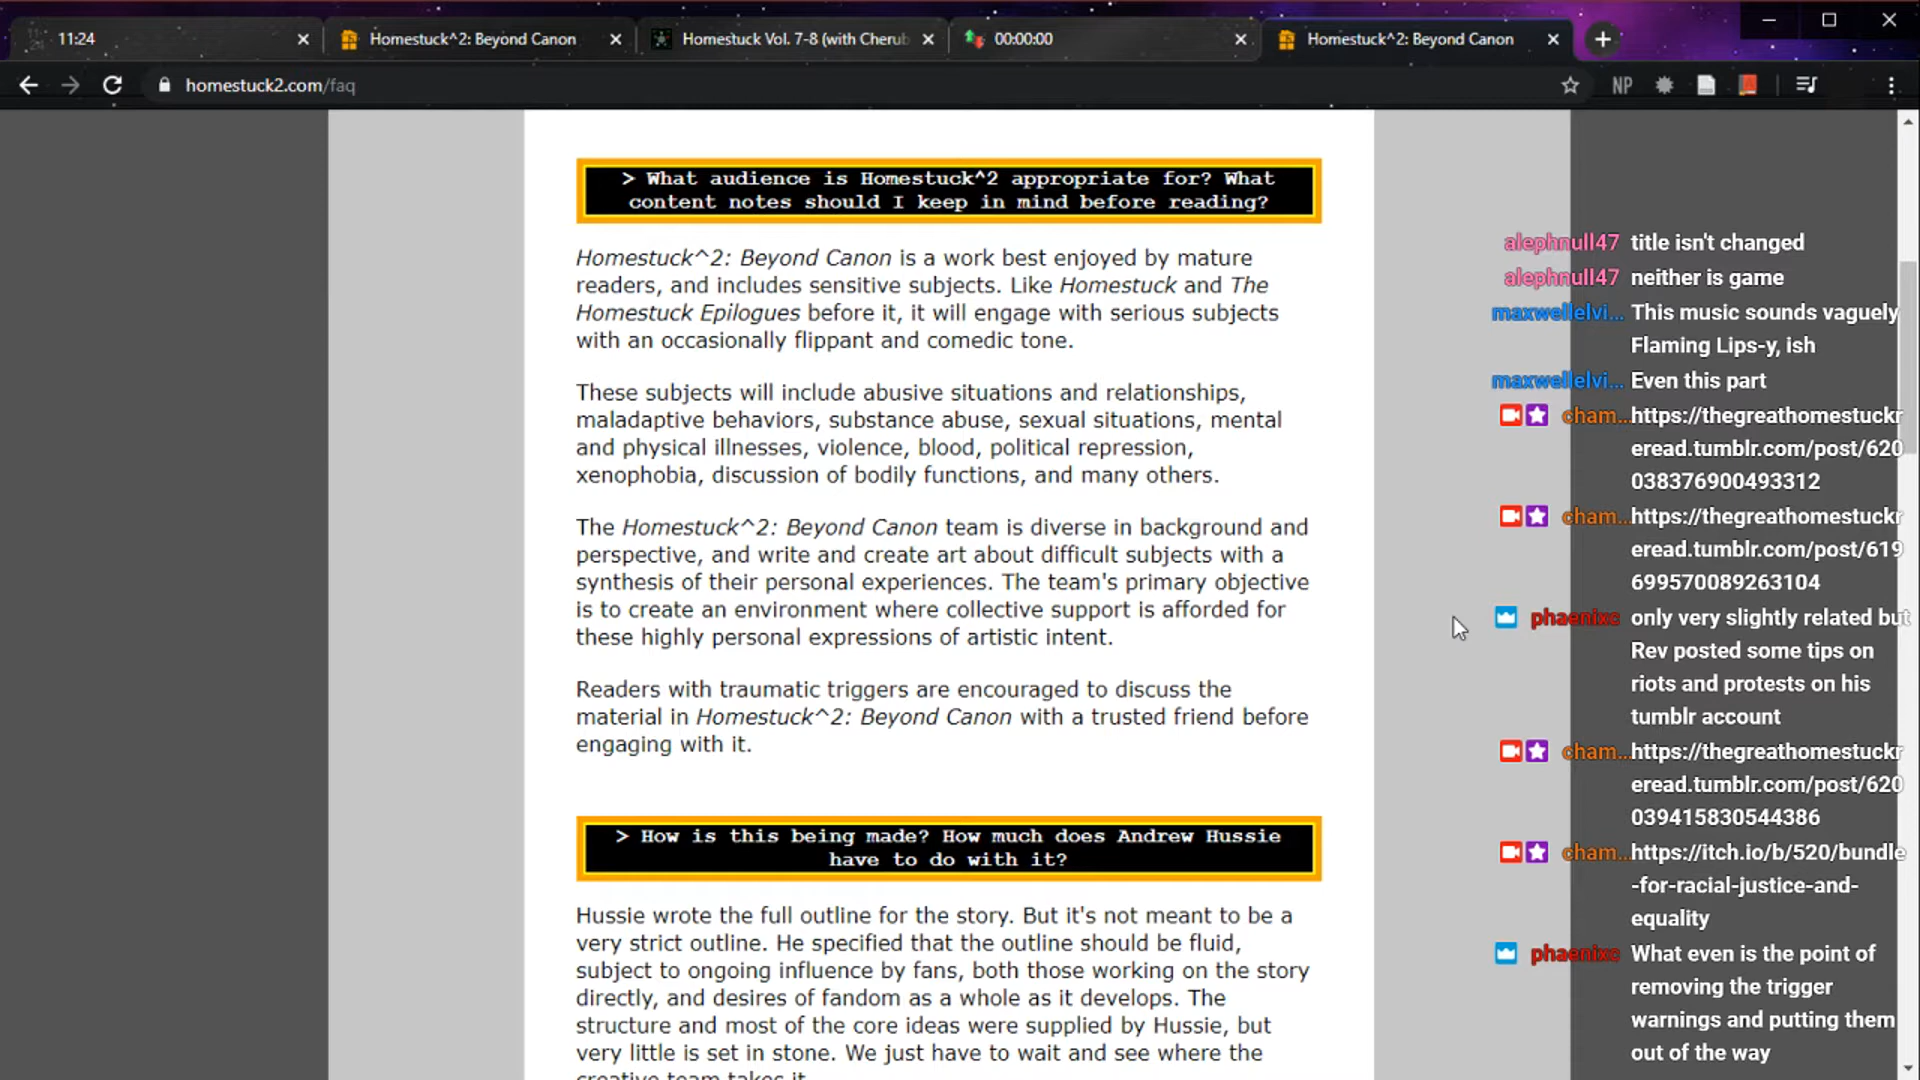 11:24
Homestuck^2: Beyond Canon
Homestuck Vol. 7-8 (with Cherub
00:00:00
Homestuck^2: Beyond Canon
homestuck2.com/faq
NP
> What audience is Homestuck^2 appropriate for? What
content notes should I keep in mind before reading?
Homestuck^2: Beyond Canon is a work best enjoyed by mature
readers, and includes sensitive subjects. Like Homestuck and The
Homestuck Epilogues before it, it will engage with serious subjects
with an occasionally flippant and comedic tone.
These subjects will include abusive situations and relationships,
maladaptive behaviors, substance abuse, sexual situations, mental
and physical illnesses, violence, blood, political repression,
xenophobia, discussion of bodily functions, and many others.
The Homestuck^2: Beyond Canon team is diverse in background and
perspective, and write and create art about difficult subjects with a
synthesis of their personal experiences. The team's primary objective
is to create an environment where collective support is afforded for
these highly personal expressions of artistic intent.
Readers with traumatic triggers are encouraged to discuss the
material in Homestuck^2: Beyond Canon with a trusted friend before
engaging with it.
> How is this being made? How much does Andrew Hussie
have to do with it?
Hussie wrote the full outline for the story. But it's not meant to be a
very strict outline. He specified that the outline should be fluid,
subject to ongoing influence by fans, both those working on the story
directly, and desires of fandom as a whole as it develops. The
structure and most of the core ideas were supplied by Hussie, but
very little is set in stone. We just have to wait and see where the
creative team takes it.
alephnull47 title isn't changed
alephnull47 neither is game
maxwellelvi... This music sounds vaguely
Flaming Lips-y, ish
maxwellelvi... Even this part
cham... https://thegreathomestuckr
eread.tumblr.com/post/620
038376900493312
cham... https://thegreathomestuckr
eread.tumblr.com/post/619
699570089263104
phaenixc only very slightly related but
Rev posted some tips on
riots and protests on his
tumblr account
cham... https://thegreathomestuckr
eread.tumblr.com/post/620
039415830544386
cham... https://itch.io/b/520/bundle
-for-racial-justice-and-
equality
phaenixc What even is the point of
removing the trigger
warnings and putting them
out of the way